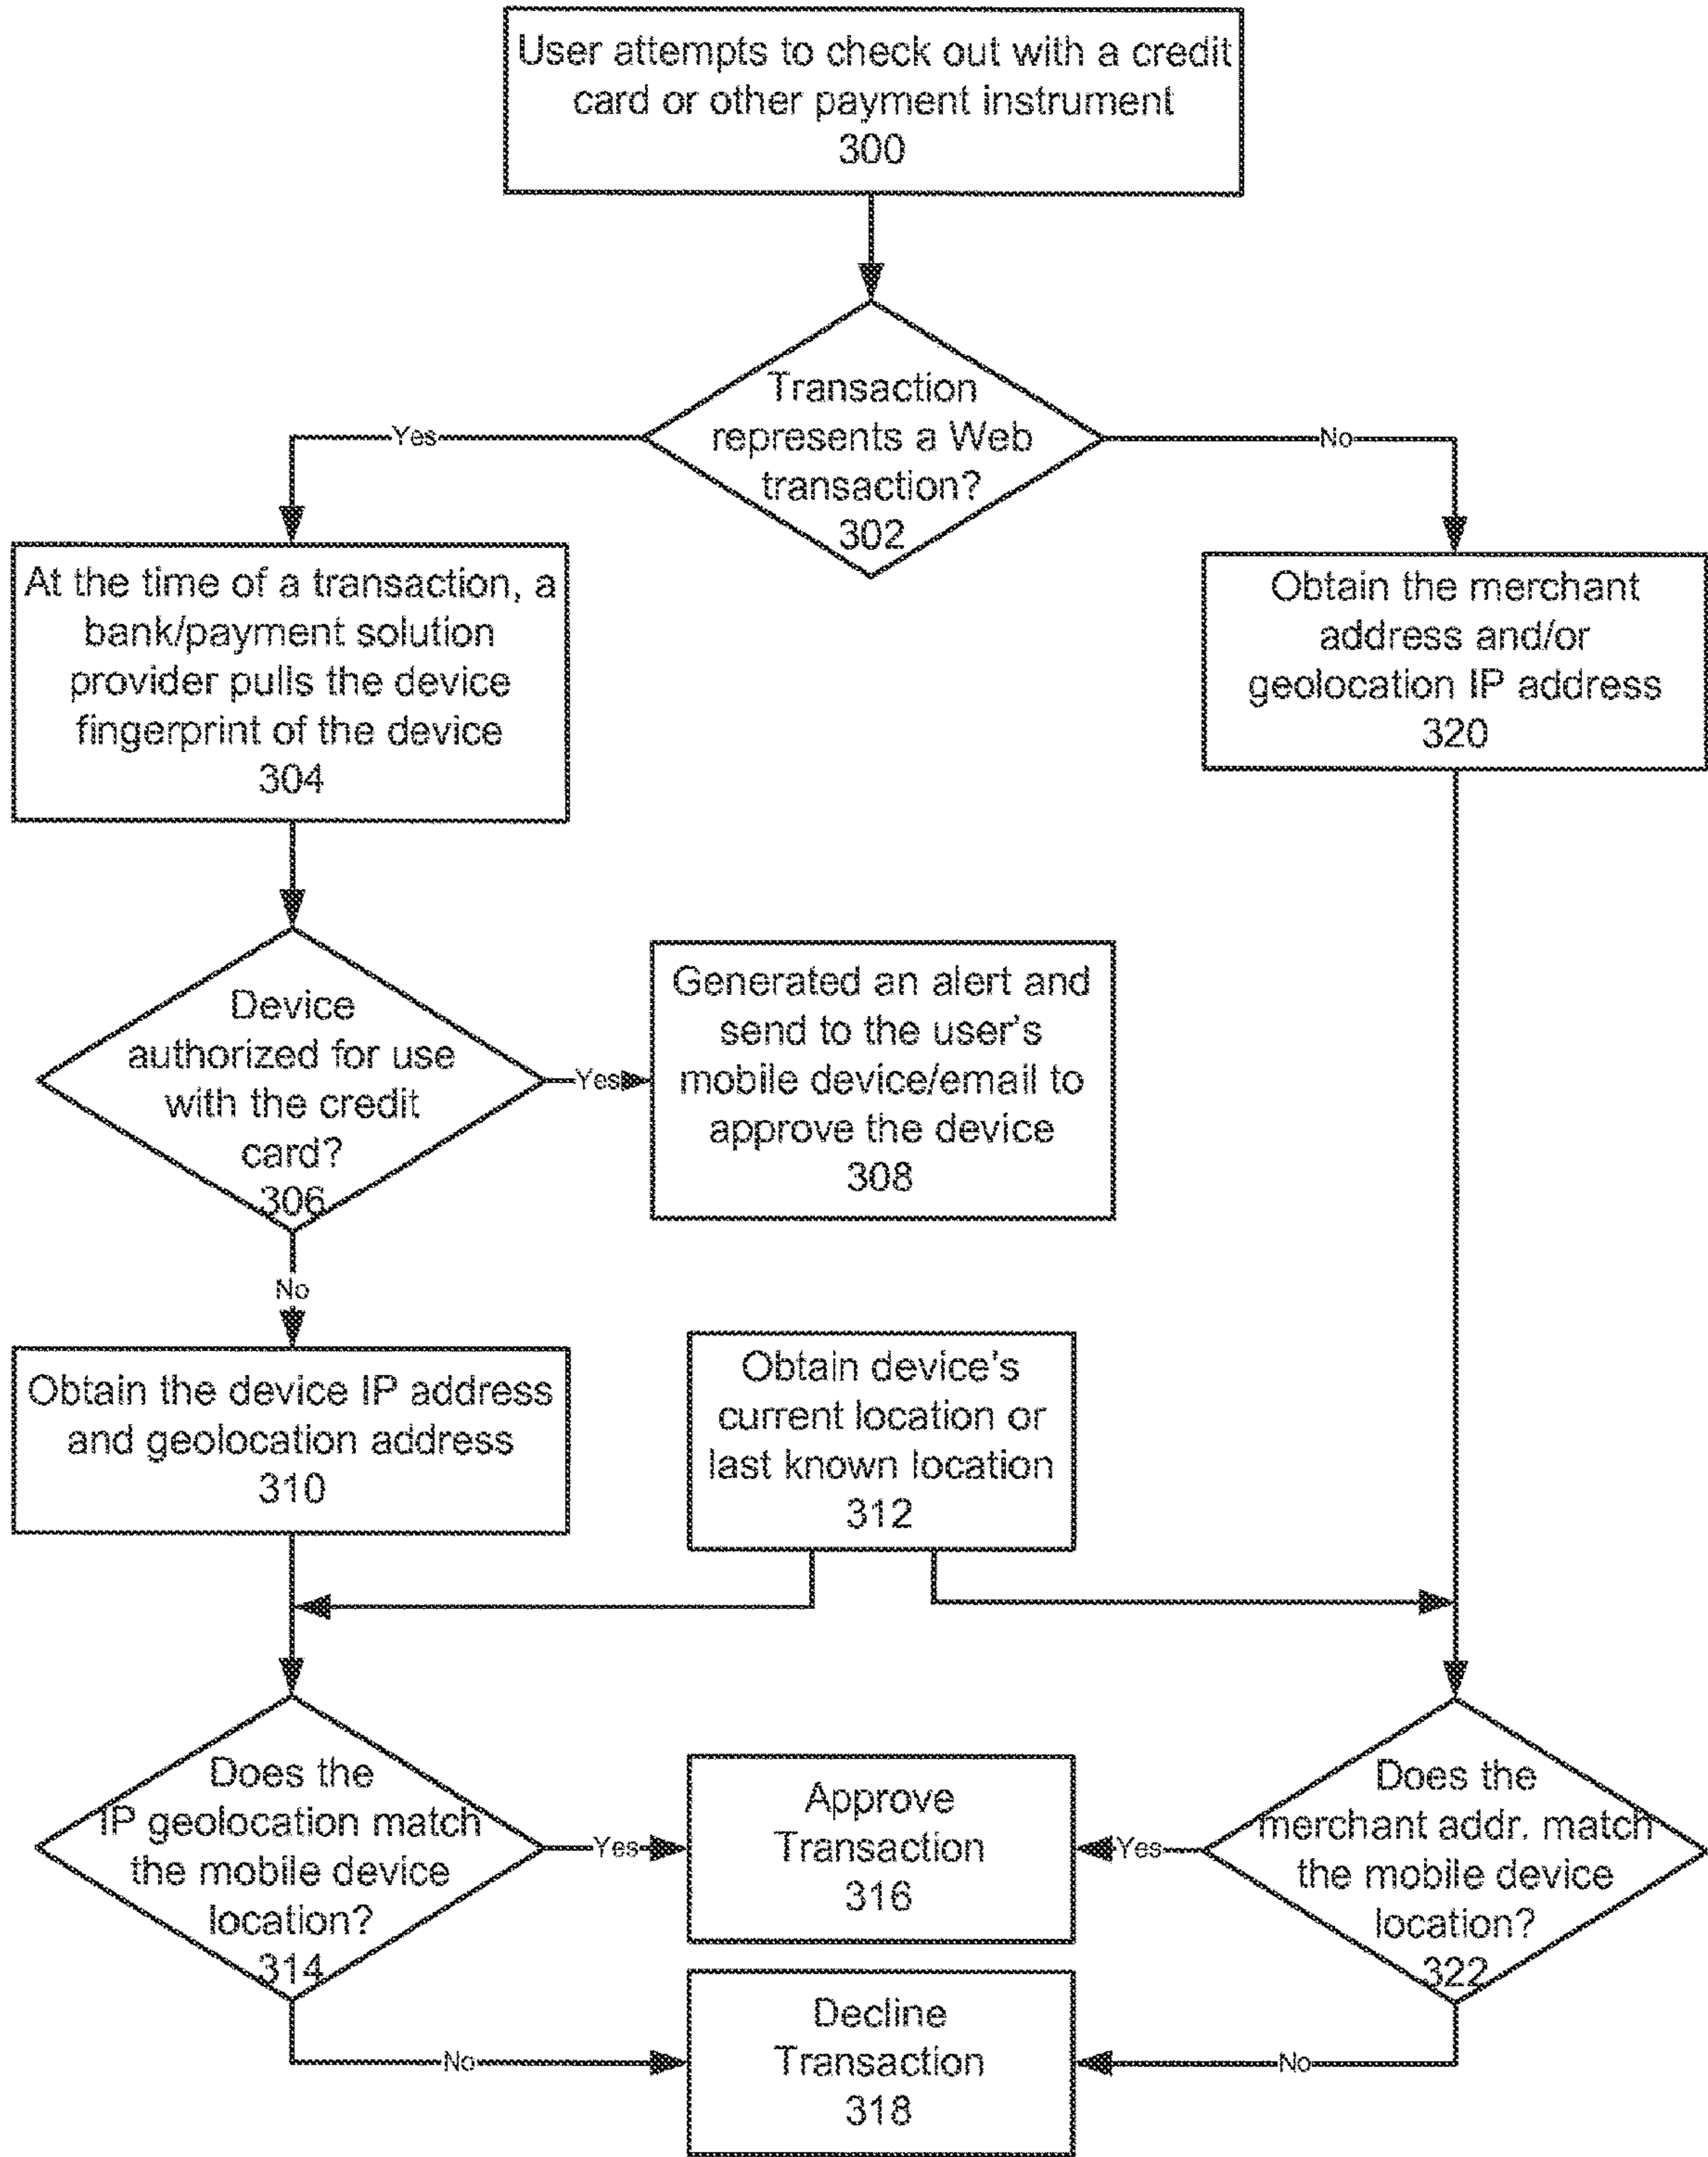 User attempts to check out with a credit
card or other payment instrument
300
Transaction
represents a Web
transaction?
302
Yes
No
At the time of a transaction, a
bank/payment solution
provider pulls the device
fingerprint of the device
304
Obtain the merchant
address and/or
geolocation IP address
320
Device
authorized for use
with the credit
card?
306
Yes
Generated an alert and
send to the user's
mobile device/email to
approve the device
308
No
Obtain the device IP address
and geolocation address
310
Obtain device's
current location or
last known location
312
Does the
IP geolocation match
the mobile device
location?
314
Yes
Approve
Transaction
316
Yes
Does the
merchant addr. match
the mobile device
location?
322
No
Decline
Transaction
318
No